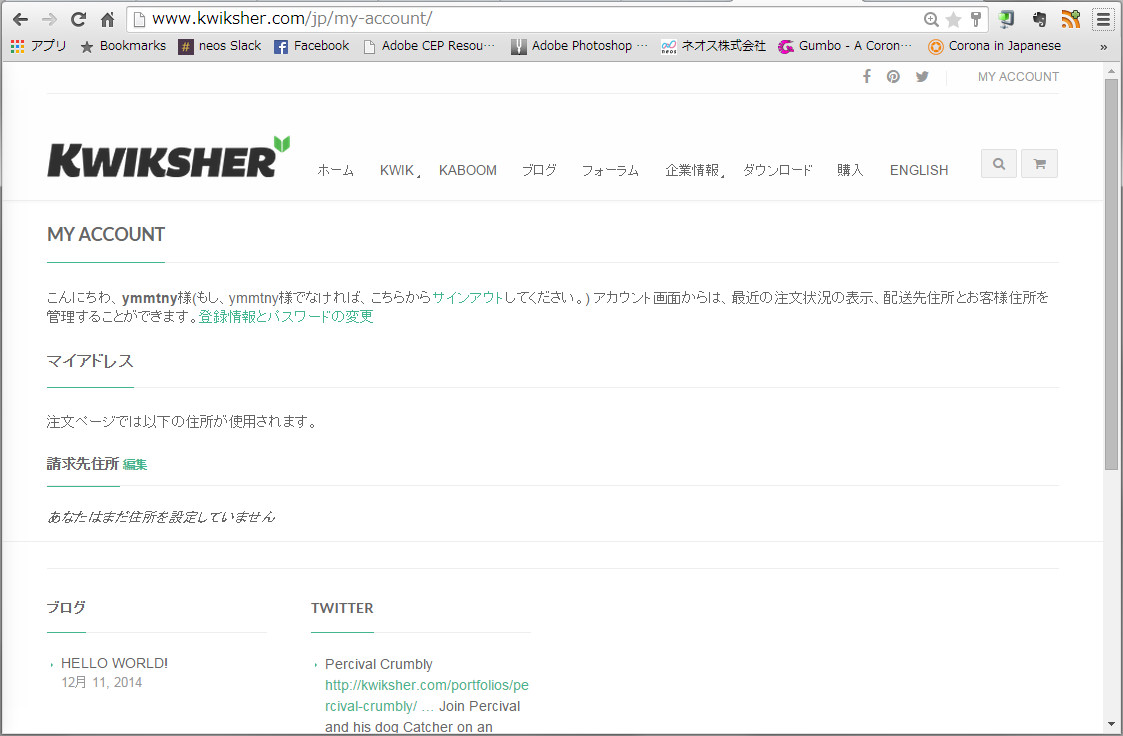 www.kwiksher.com/jp/my-account/
アプリ Bookmarks neos Slack Facebook Adobe CEP Resou… Adobe Photoshop … ネオス株式会社 Gumbo - A Coron… Corona in Japanese »
MY ACCOUNT
KWIKSHER
ホーム KWIK KABOOM ブログ フォーラム 企業情報 ダウンロード 購入 ENGLISH
MY ACCOUNT
こんにちわ、ymmtny様(もし、ymmtny様でなければ、こちらからサインアウトしてください。) アカウント画面からは、最近の注文状況の表示、配送先住所とお客様住所を
管理することができます。登録情報とパスワードの変更
マイアドレス
注文ページでは以下の住所が使用されます。
請求先住所 編集
あなたはまだ住所を設定していません
ブログ
HELLO WORLD!
12月 11, 2014
TWITTER
Percival Crumbly
http://kwiksher.com/portfolios/pe
rcival-crumbly/ … Join Percival
and his dog Catcher on an